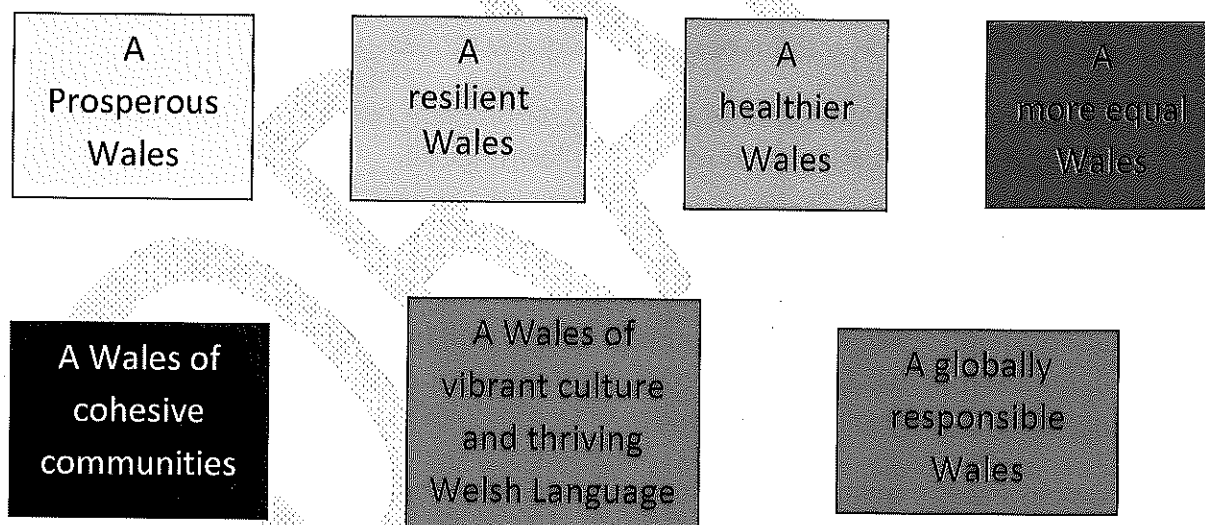 A
Prosperous
Wales
A
resilient
Wales
A
healthier
Wales
A
more equal
Wales
A Wales of
cohesive
communities
A Wales of
vibrant culture
and thriving
Welsh Language
A globally
responsible
Wales